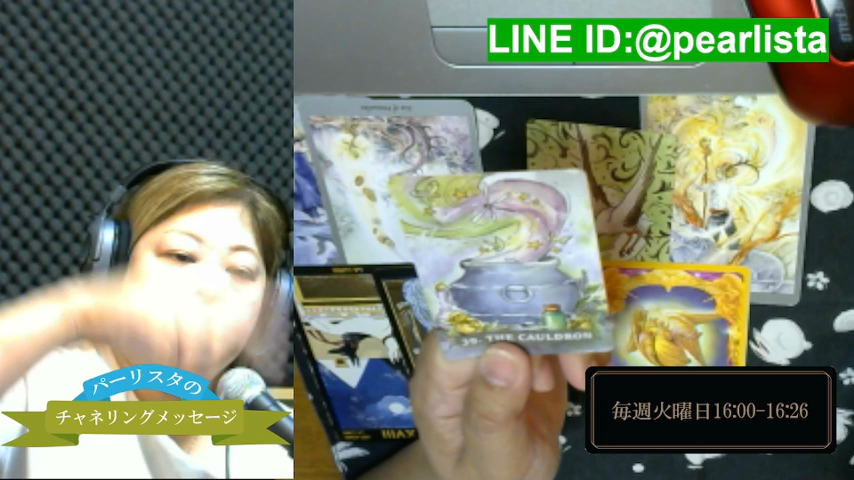 LINE ID:@pearlista
39- THE CAULDRON
パーリスタの
チャネリングメッセージ
毎週火曜日16:00-16:26